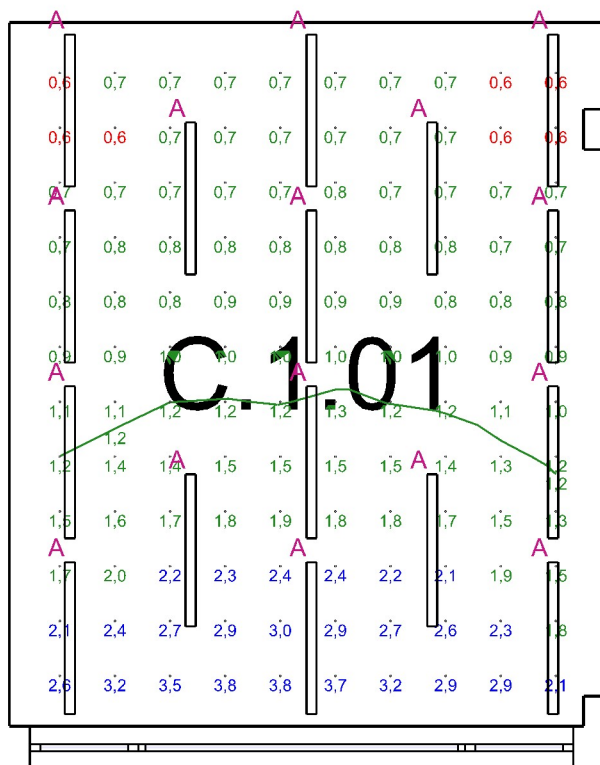 A A A
0,6 0,7 0,7 0,7 0,7 0,7 0,7 0,7 0,6 0,6
A A
0,6 0,6 0,7 0,7 0,7 0,7 0,7 0,7 0,6 0,6
0,7 0,7 0,7 0,7 0,7 0,8 0,7 0,7 0,7 0,7
A A A
0,7 0,8 0,8 0,8 0,8 0,8 0,8 0,8 0,7 0,7
0,8 0,8 0,8 0,9 0,9 0,9 0,9 0,8 0,8 0,8
0,9 0,9 1,0 1,0 1,0 1,0 1,0 0,9 0,9
C.1.01
A A A
1,1 1,1 1,2 1,2 1,2 1,3 1,2 1,2 1,1 1,0
1,2
1,2 1,4 1,4 1,5 1,5 1,5 1,5 1,4 1,3 1,2
A A
1,2
1,5 1,6 1,7 1,8 1,9 1,8 1,8 1,7 1,5 1,3
A A A
1,7 2,0 2,2 2,3 2,4 2,4 2,2 2,1 1,9 1,5
2,1 2,4 2,7 2,9 3,0 2,9 2,7 2,6 2,3 1,8
2,6 3,2 3,5 3,8 3,8 3,7 3,2 2,9 2,9 2,1